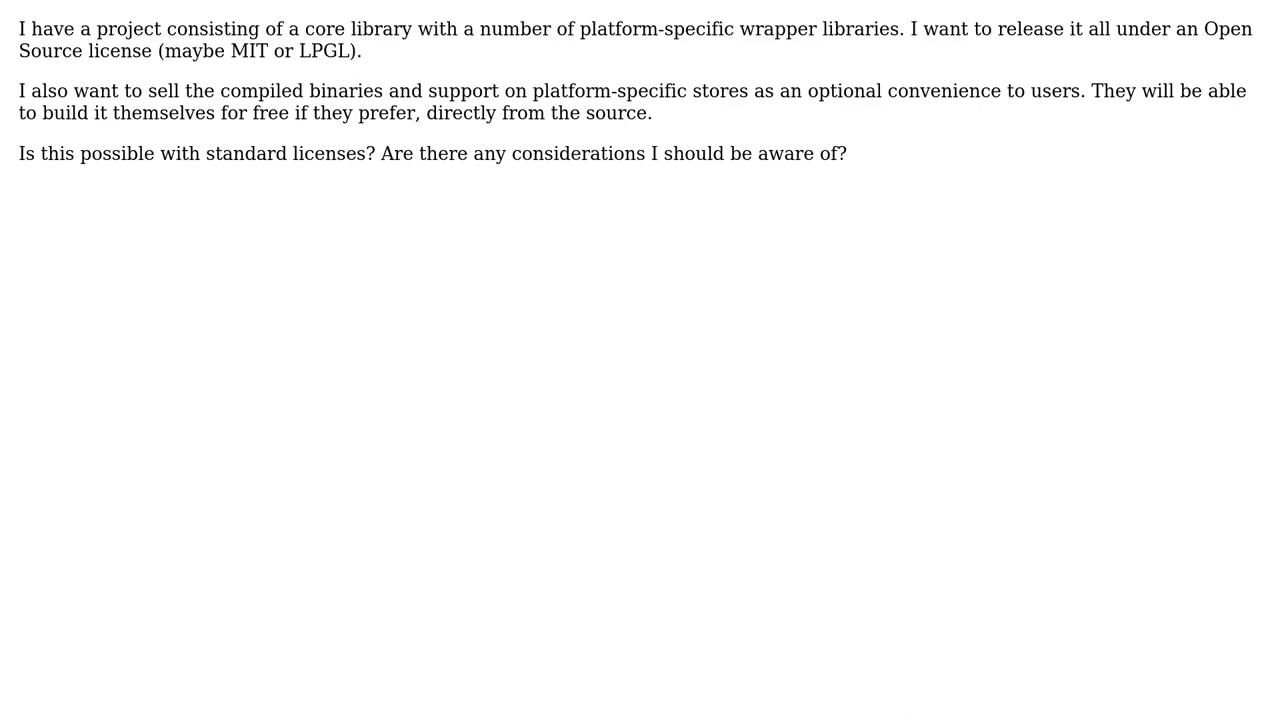 I have a project consisting of a core library with a number of platform-specific wrapper libraries. I want to release it all under an Open
Source license (maybe MIT or LPGL).
I also want to sell the compiled binaries and support on platform-specific stores as an optional convenience to users. They will be able
to build it themselves for free if they prefer, directly from the source.
Is this possible with standard licenses? Are there any considerations I should be aware of?